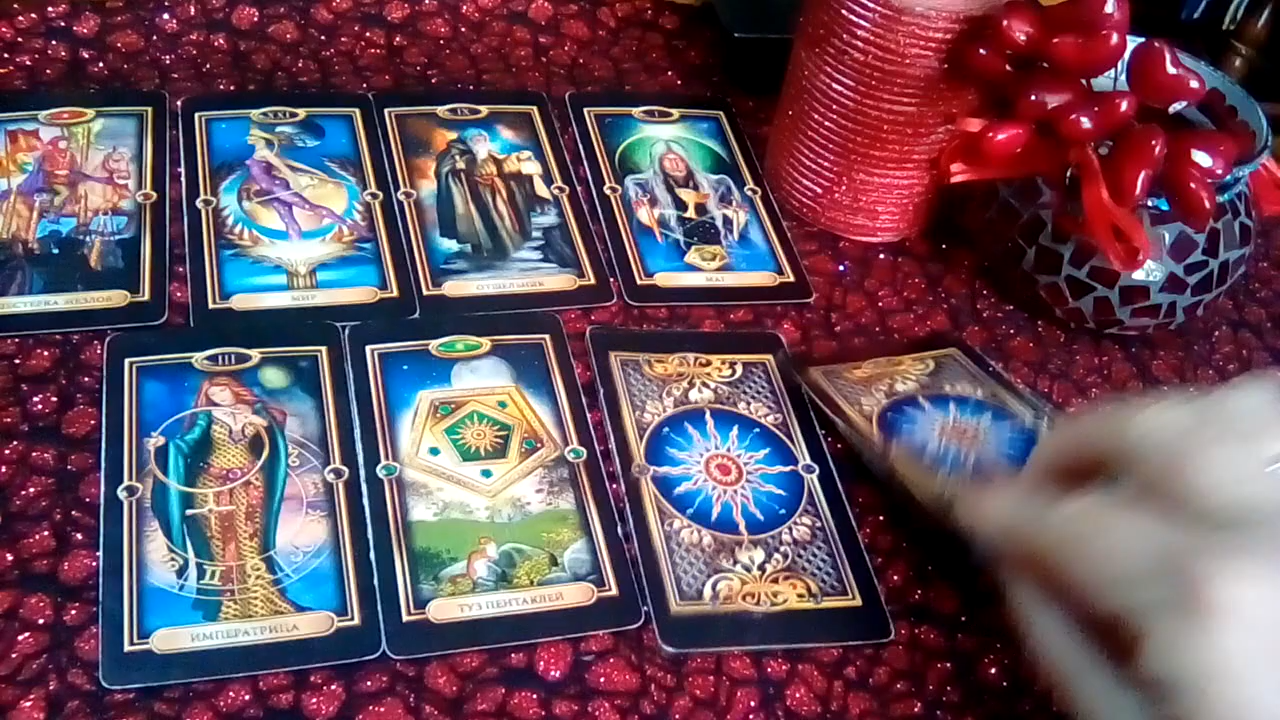 ШЕСТЕРКА ЖЕЗЛОВ
XXI
МИР
IX
ОТШЕЛЬНИК
I
МАГ
III
ИМПЕРАТРИЦА
ТУЗ ПЕНТАКЛЕЙ